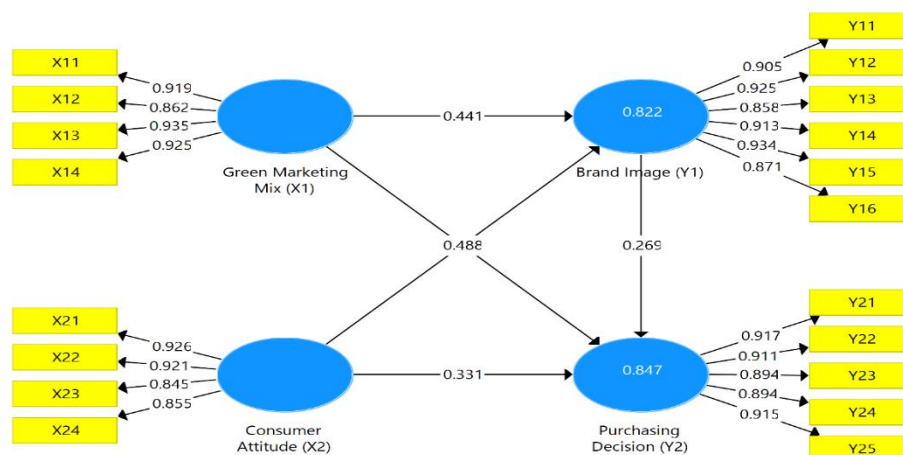 X11
X12
X13
X14
0.919
0.862
0.935
0.925
Green Marketing
Mix (X1)
0.441
0.822
Brand Image (Y1)
0.905
0.925
0.858
0.913
0.934
0.871
Y11
Y12
Y13
Y14
Y15
Y16
0.488
0.269
X21
X22
X23
X24
0.926
0.921
0.845
0.855
Consumer
Attitude (X2)
0.331
0.847
Purchasing
Decision (Y2)
0.917
0.911
0.894
0.894
0.915
Y21
Y22
Y23
Y24
Y25